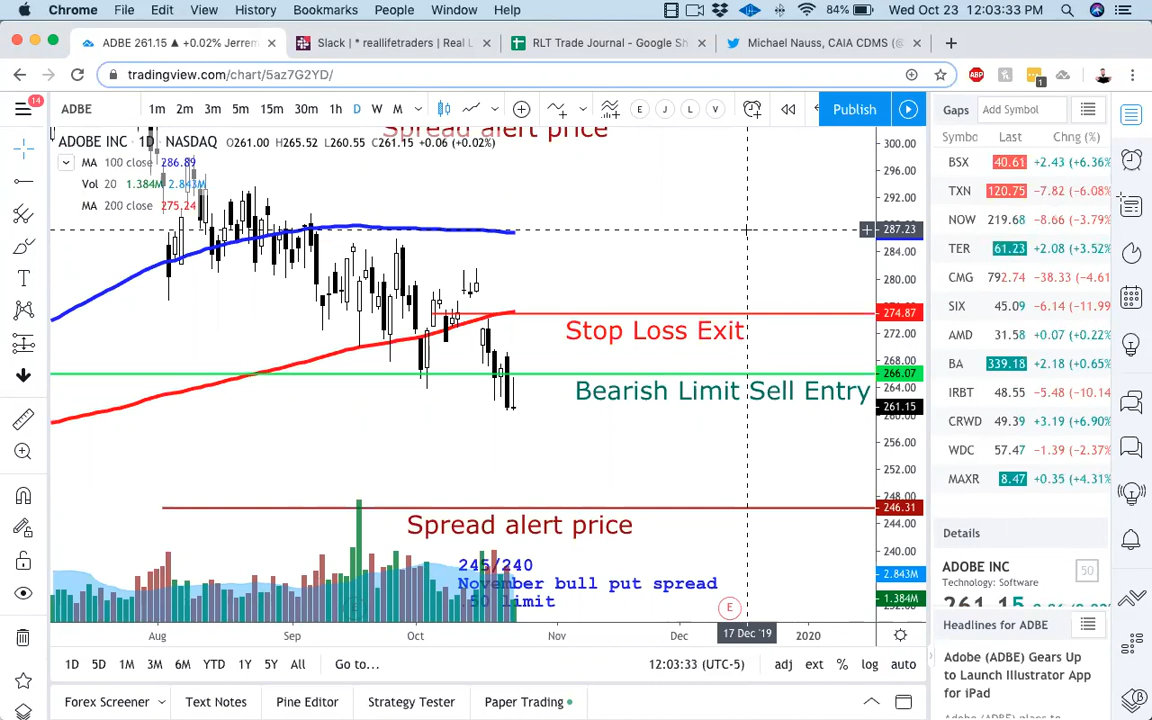 Chrome File Edit View History Bookmarks People Window Help 84% Wed Oct 23 12:03:33 PM
ADBE 261.15 ▲ +0.02% Jerrem × Slack | * reallifetraders | Real L × RLT Trade Journal - Google Sh × Michael Nauss, CAIA CDMS (@ × +
tradingview.com/chart/5az7G2YD/
ABP 1
14 ADBE 1m 2m 3m 5m 15m 30m 1h D W M E J L V Publish Gaps Add Symbol
Spread alert price
ADOBE INC · 1D · NASDAQ O261.00 H265.52 L260.55 C261.15 +0.06 (+0.02%)
MA 100 close 286.89
Vol 20 1.384M 2.843M
MA 200 close 275.24
300.00
296.00
292.00
287.23
284.00
280.00
274.87
272.00
268.00
266.07
264.00
261.15
260.00
256.00
252.00
248.00
246.31
244.00
240.00
2.843M
1.384M
Stop Loss Exit
Bearish Limit Sell Entry
Spread alert price
245/240
November bull put spread
.50 limit
E
Aug Sep Oct Nov Dec 17 Dec '19 2020
1D 5D 1M 3M 6M YTD 1Y 5Y All Go to... 12:03:33 (UTC-5) adj ext % log auto
Forex Screener Text Notes Pine Editor Strategy Tester Paper Trading
Symbo Last Chng (%)
BSX 40.61 +2.43 (+6.36%
TXN 120.75 −7.82 (−6.08%
NOW 219.68 −8.66 (−3.79%
TER 61.23 +2.08 (+3.52%
CMG 792.74 −38.33 (−4.61
SIX 45.09 −6.14 (−11.99
AMD 31.58 +0.07 (+0.22%
BA 339.18 +2.18 (+0.65%
IRBT 48.55 −5.48 (−10.14
CRWD 49.39 +3.19 (+6.90%
WDC 57.47 −1.39 (−2.37%
MAXR 8.47 +0.35 (+4.31%
Details
ADOBE INC 50
Technology: Software
261.15
Headlines for ADBE
Adobe (ADBE) Gears Up
to Launch Illustrator App
for iPad